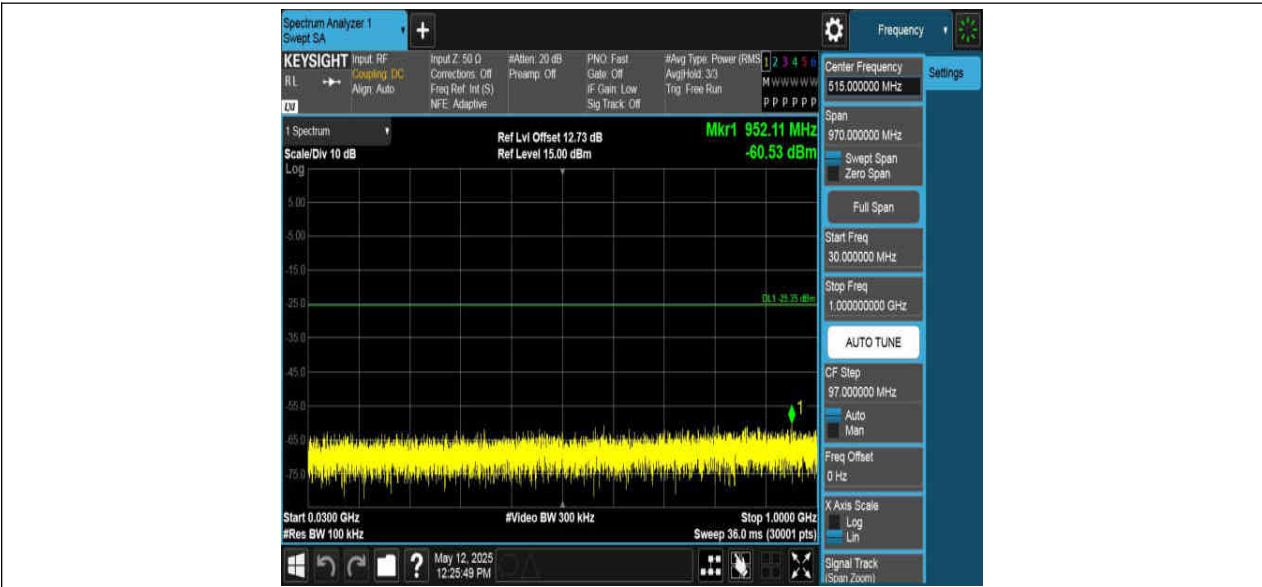 Spectrum Analyzer 1
Swept SA
+
Frequency
KEYSIGHT
RL
LXI
Input: RF
Coupling: DC
Align: Auto
Input Z: 50 Ω
Corrections: Off
Freq Ref: Int (S)
NFE: Adaptive
#Atten: 20 dB
Preamp: Off
PNO: Fast
Gate: Off
IF Gain: Low
Sig Track: Off
#Avg Type: Power (RMS
Avg|Hold: 3/3
Trig: Free Run
1 2 3 4 5 6
M W W W W W
P P P P P P
1 Spectrum
Scale/Div 10 dB
Log
Ref Lvl Offset 12.73 dB
Ref Level 15.00 dBm
Mkr1 952.11 MHz
-60.53 dBm
5.00
-5.00
-15.0
-25.0
DL1 -25.35 dBm
-35.0
-45.0
-55.0
1
-65.0
-75.0
Start 0.0300 GHz
#Res BW 100 kHz
#Video BW 300 kHz
Stop 1.0000 GHz
Sweep 36.0 ms (30001 pts)
?
May 12, 2025
12:25:49 PM
Center Frequency
515.000000 MHz
Settings
Span
970.000000 MHz
Swept Span
Zero Span
Full Span
Start Freq
30.000000 MHz
Stop Freq
1.000000000 GHz
AUTO TUNE
CF Step
97.000000 MHz
Auto
Man
Freq Offset
0 Hz
X Axis Scale
Log
Lin
Signal Track
(Span Zoom)